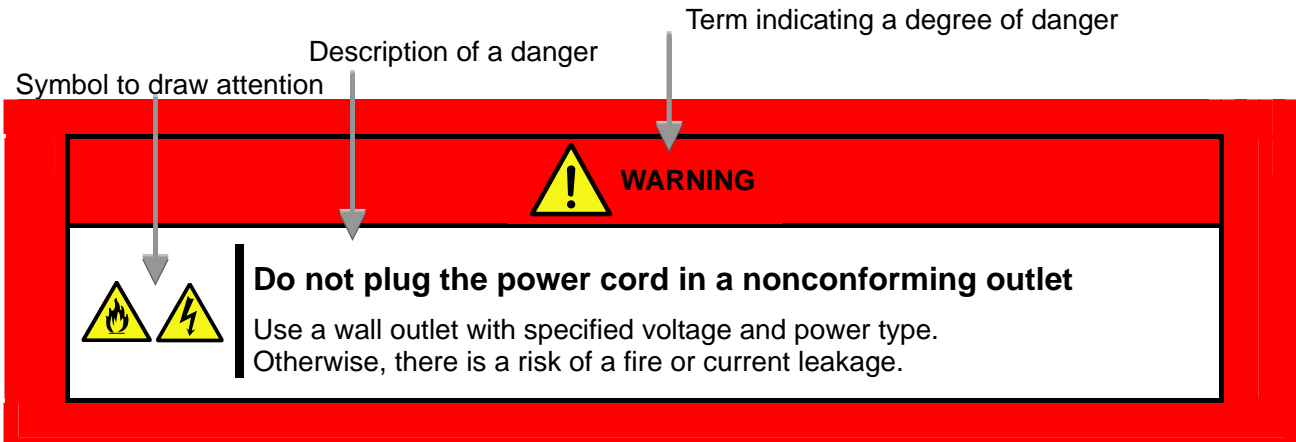 Term indicating a degree of danger
Description of a danger
Symbol to draw attention
WARNING
Do not plug the power cord in a nonconforming outlet
Use a wall outlet with specified voltage and power type.
Otherwise, there is a risk of a fire or current leakage.